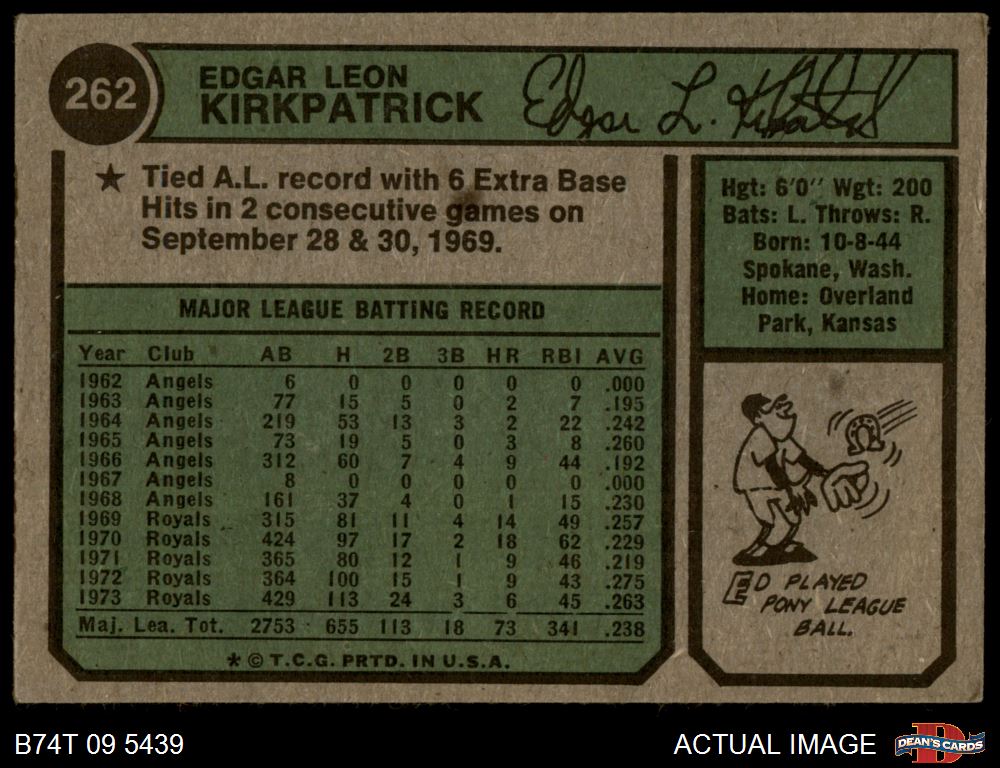 262
EDGAR LEON
KIRKPATRICK
Edgar L. Kirkpatrick
★ Tied A.L. record with 6 Extra Base
Hits in 2 consecutive games on
September 28 & 30, 1969.
Hgt: 6'0'' Wgt: 200
Bats: L. Throws: R.
Born: 10-8-44
Spokane, Wash.
Home: Overland
Park, Kansas
MAJOR LEAGUE BATTING RECORD
Year Club AB H 2B 3B HR RBI AVG
1962 Angels 6 0 0 0 0 0 .000
1963 Angels 77 15 5 0 2 7 .195
1964 Angels 219 53 13 3 2 22 .242
1965 Angels 73 19 5 0 3 8 .260
1966 Angels 312 60 7 4 9 44 .192
1967 Angels 8 0 0 0 0 0 .000
1968 Angels 161 37 4 0 1 15 .230
1969 Royals 315 81 11 4 14 49 .257
1970 Royals 424 97 17 2 18 62 .229
1971 Royals 365 80 12 1 9 46 .219
1972 Royals 364 100 15 1 9 43 .275
1973 Royals 429 113 24 3 6 45 .263
Maj. Lea. Tot. 2753 655 113 18 73 341 .238
* © T.C.G. PRTD. IN U.S.A.
ED PLAYED
PONY LEAGUE
BALL.
B74T 09 5439
ACTUAL IMAGE
D
DEAN'S CARDS